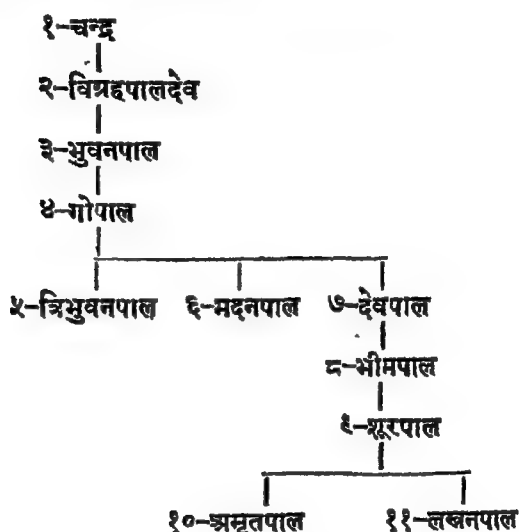 १-चन्द्र
२-विग्रहपालदेव
३-भुवनपाल
४-गोपाल
५-त्रिभुवनपाल ६-मदनपाल ७-देवपाल
८-भीमपाल
९-शूरपाल
१०-अमृतपाल ११-लखनपाल